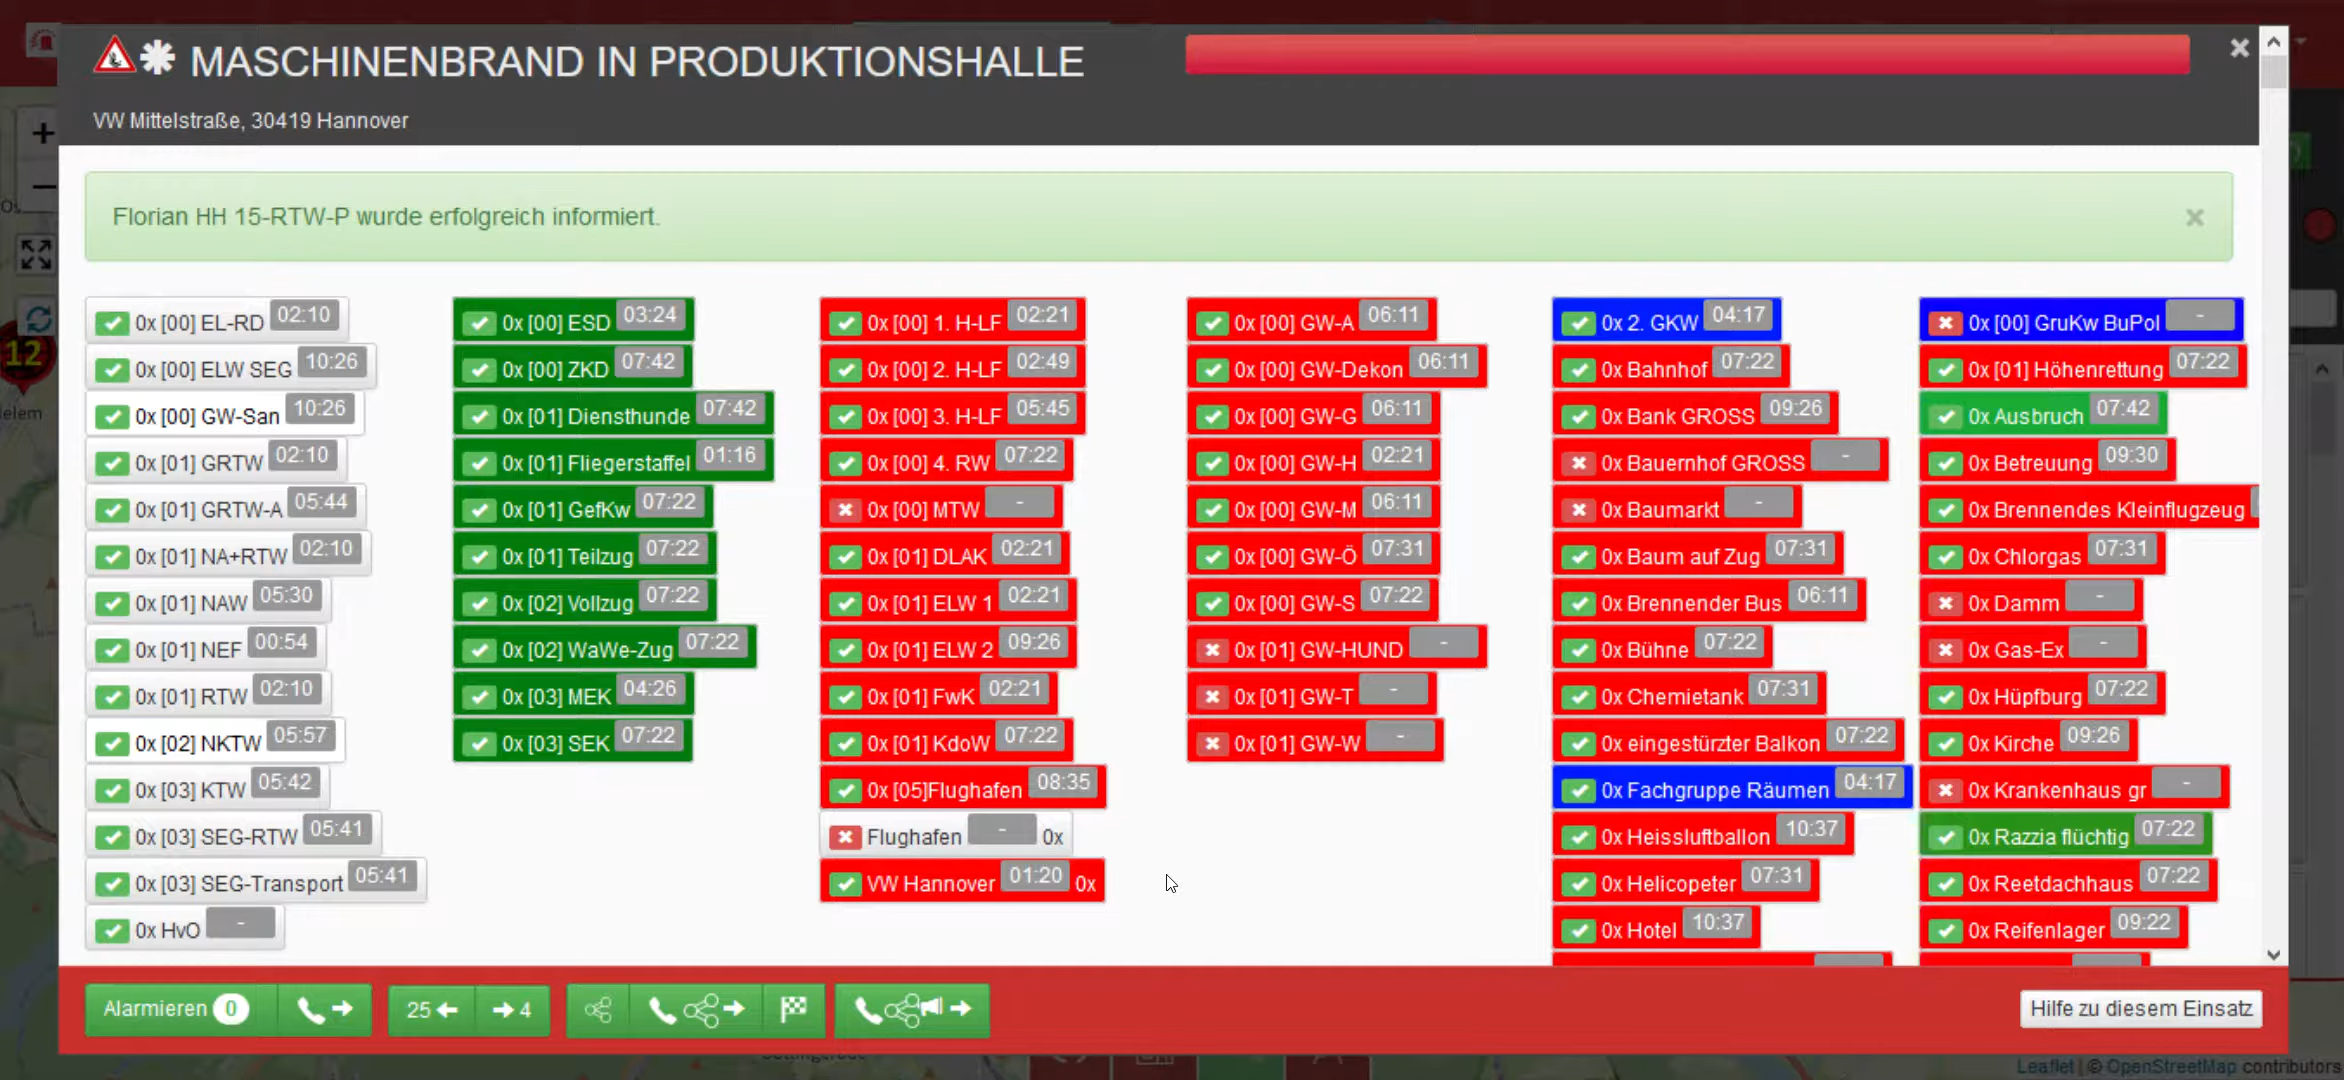 MASCHINENBRAND IN PRODUKTIONSHALLE
VW Mittelstraße, 30419 Hannover
Florian HH 15-RTW-P wurde erfolgreich informiert.
0x [00] EL-RD 02:10
0x [00] ELW SEG 10:26
0x [00] GW-San 10:26
0x [01] GRTW 02:10
0x [01] GRTW-A 05:44
0x [01] NA+RTW 02:10
0x [01] NAW 05:30
0x [01] NEF 00:54
0x [01] RTW 02:10
0x [02] NKTW 05:57
0x [03] KTW 05:42
0x [03] SEG-RTW 05:41
0x [03] SEG-Transport 05:41
0x HvO -
0x [00] ESD 03:24
0x [00] ZKD 07:42
0x [01] Diensthunde 07:42
0x [01] Fliegerstaffel 01:16
0x [01] GefKw 07:22
0x [01] Teilzug 07:22
0x [02] Vollzug 07:22
0x [02] WaWe-Zug 07:22
0x [03] MEK 04:26
0x [03] SEK 07:22
0x [00] 1. H-LF 02:21
0x [00] 2. H-LF 02:49
0x [00] 3. H-LF 05:45
0x [00] 4. RW 07:22
0x [00] MTW -
0x [01] DLAK 02:21
0x [01] ELW 1 02:21
0x [01] ELW 2 09:26
0x [01] FwK 02:21
0x [01] KdoW 07:22
0x [05]Flughafen 08:35
Flughafen - 0x
VW Hannover 01:20 0x
0x [00] GW-A 06:11
0x [00] GW-Dekon 06:11
0x [00] GW-G 06:11
0x [00] GW-H 02:21
0x [00] GW-M 06:11
0x [00] GW-Ö 07:31
0x [00] GW-S 07:22
0x [01] GW-HUND -
0x [01] GW-T -
0x [01] GW-W -
0x 2. GKW 04:17
0x Bahnhof 07:22
0x Bank GROSS 09:26
0x Bauernhof GROSS -
0x Baumarkt -
0x Baum auf Zug 07:31
0x Brennender Bus 06:11
0x Bühne 07:22
0x Chemietank 07:31
0x eingestürzter Balkon 07:22
0x Fachgruppe Räumen 04:17
0x Heissluftballon 10:37
0x Helicopeter 07:31
0x Hotel 10:37
0x [00] GruKw BuPol -
0x [01] Höhenrettung 07:22
0x Ausbruch 07:42
0x Betreuung 09:30
0x Brennendes Kleinflugzeug
0x Chlorgas 07:31
0x Damm -
0x Gas-Ex -
0x Hüpfburg 07:22
0x Kirche 09:26
0x Krankenhaus gr -
0x Razzia flüchtig 07:22
0x Reetdachhaus 07:22
0x Reifenlager 09:22
Alarmieren 0
25
4
Hilfe zu diesem Einsatz
12
elem
Leaflet | © OpenStreetMap contributors